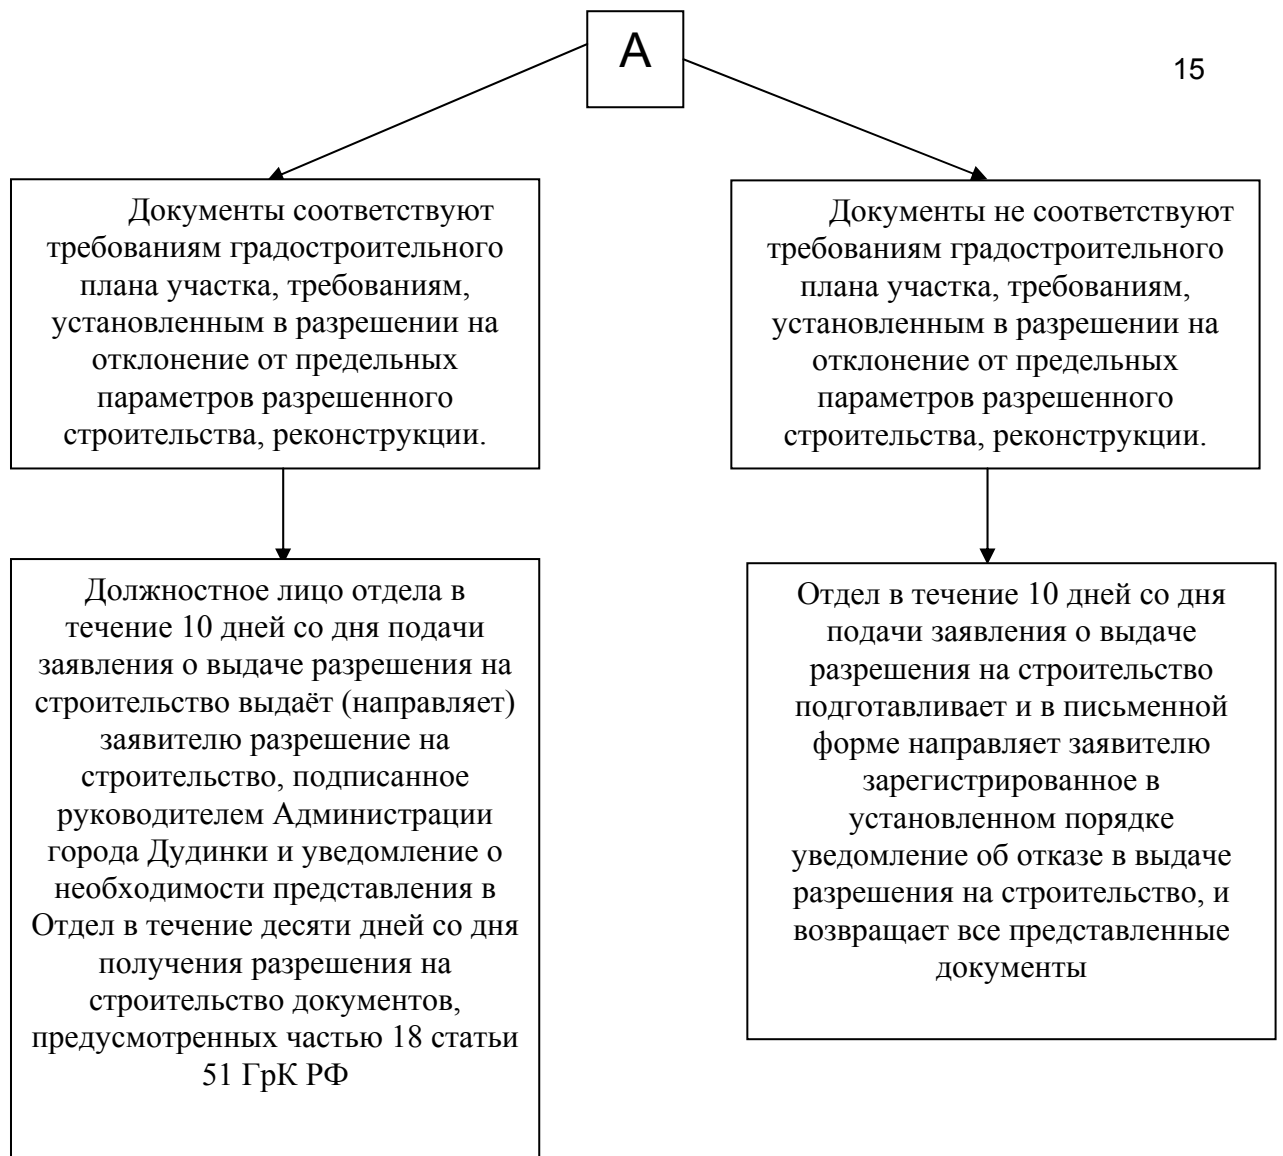 А
15
Документы соответствуют
требованиям градостроительного
плана участка, требованиям,
установленным в разрешении на
отклонение от предельных
параметров разрешенного
строительства, реконструкции.
Документы не соответствуют
требованиям градостроительного
плана участка, требованиям,
установленным в разрешении на
отклонение от предельных
параметров разрешенного
строительства, реконструкции.
Должностное лицо отдела в
течение 10 дней со дня подачи
заявления о выдаче разрешения на
строительство выдаёт (направляет)
заявителю разрешение на
строительство, подписанное
руководителем Администрации
города Дудинки и уведомление о
необходимости представления в
Отдел в течение десяти дней со дня
получения разрешения на
строительство документов,
предусмотренных частью 18 статьи
51 ГрК РФ
Отдел в течение 10 дней со дня
подачи заявления о выдаче
разрешения на строительство
подготавливает и в письменной
форме направляет заявителю
зарегистрированное в
установленном порядке
уведомление об отказе в выдаче
разрешения на строительство, и
возвращает все представленные
документы